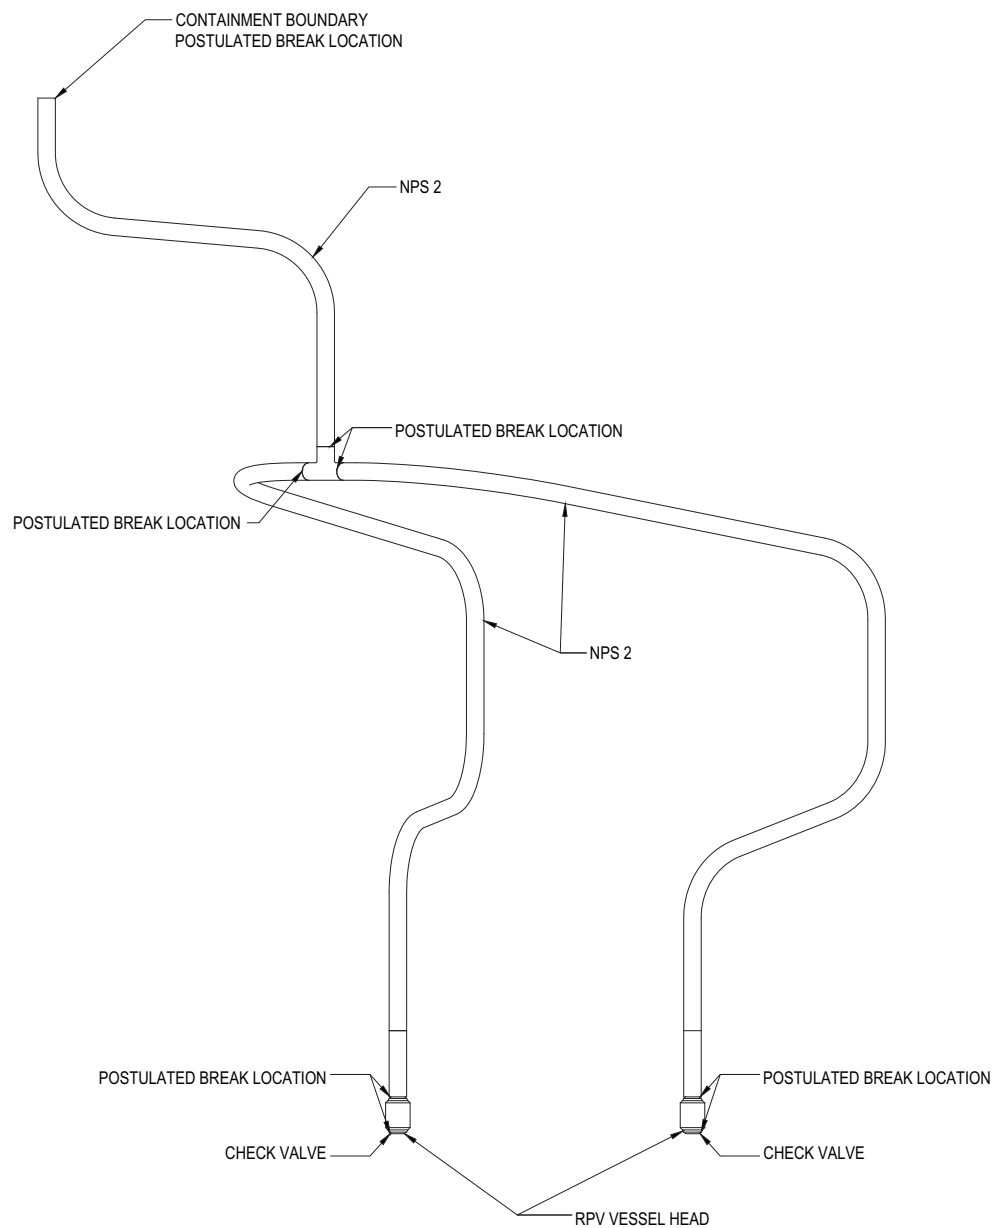 CONTAINMENT BOUNDARY
POSTULATED BREAK LOCATION
NPS 2
POSTULATED BREAK LOCATION
POSTULATED BREAK LOCATION
NPS 2
POSTULATED BREAK LOCATION
POSTULATED BREAK LOCATION
CHECK VALVE
CHECK VALVE
RPV VESSEL HEAD